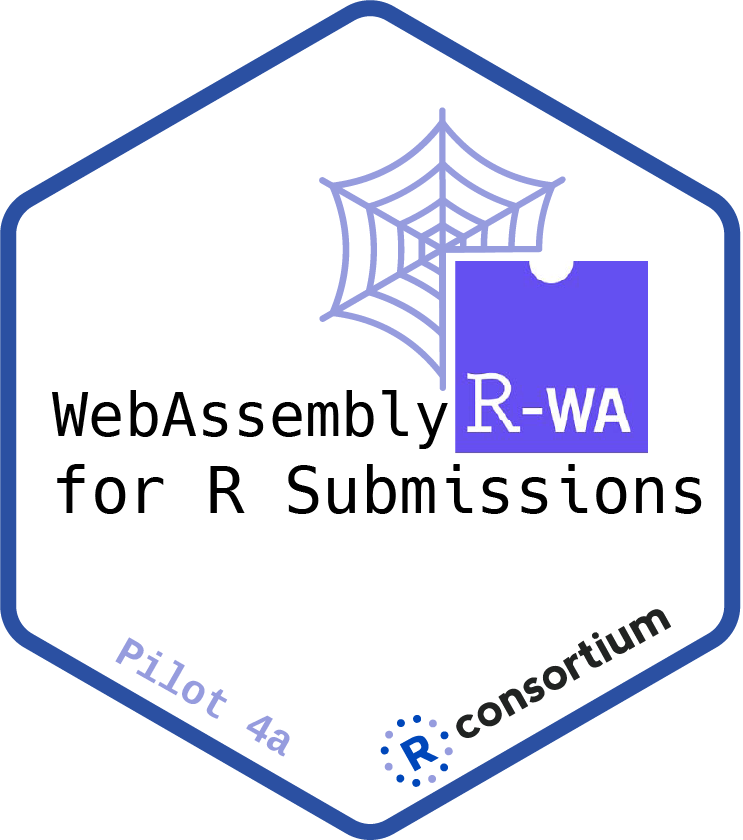 R-WA
WebAssembly
for R Submissions
Pilot 4a
R consortium